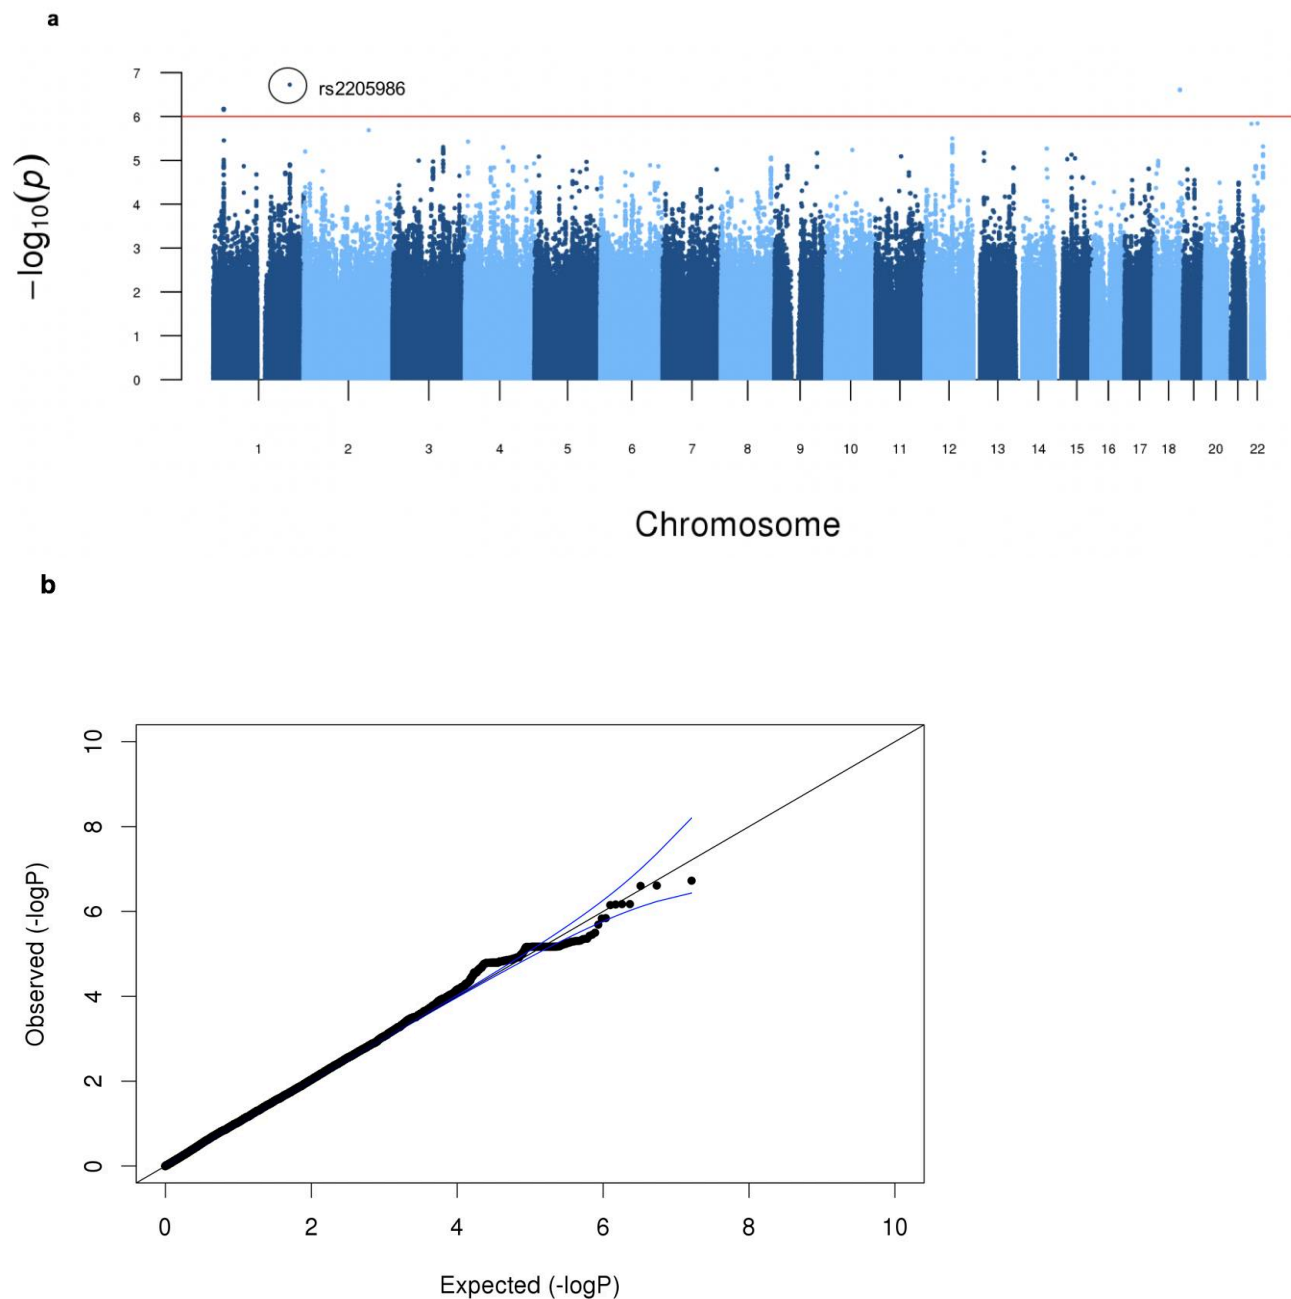 a
7
rs2205986
6
5
4
3
2
1
0
−log₁₀(p)
1 2 3 4 5 6 7 8 9 10 11 12 13 14 15 16 17 18 20 22
Chromosome
b
10
8
6
4
2
0
Observed (-logP)
0 2 4 6 8 10
Expected (-logP)